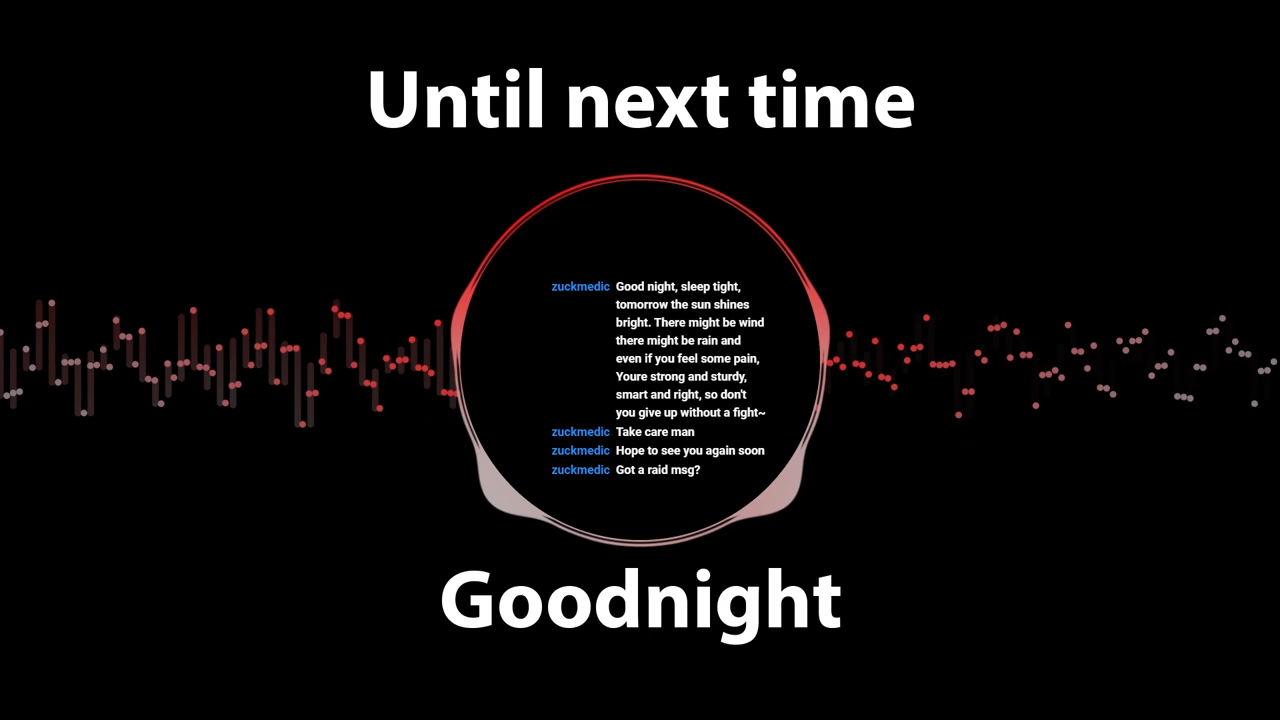 Until next time
zuckmedic Good night, sleep tight,
tomorrow the sun shines
bright. There might be wind
there might be rain and
even if you feel some pain,
Youre strong and sturdy,
smart and right, so don't
you give up without a fight~
zuckmedic Take care man
zuckmedic Hope to see you again soon
zuckmedic Got a raid msg?
Goodnight